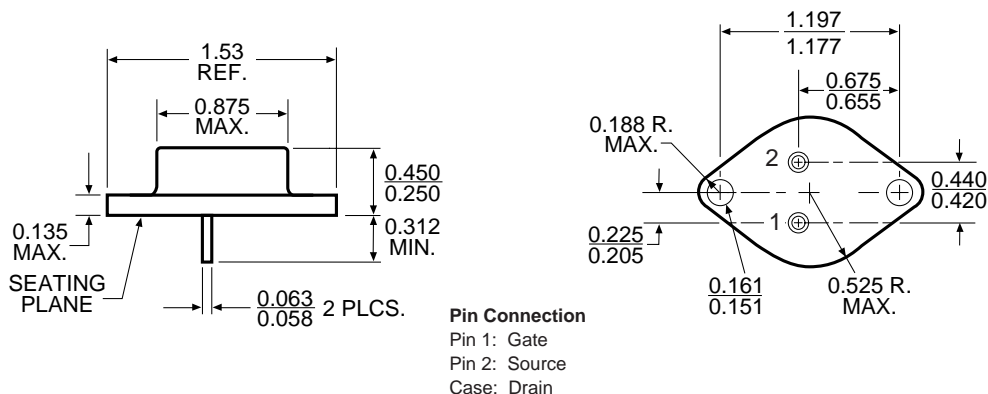 1.53
REF.
0.875
MAX.
0.450
0.250
0.135
MAX.
0.312
MIN.
SEATING
PLANE
0.063
0.058
2 PLCS.
1.197
1.177
0.675
0.655
0.188 R.
MAX.
2
0.440
0.420
1
0.225
0.205
0.161
0.151
0.525 R.
MAX.
Pin Connection
Pin 1: Gate
Pin 2: Source
Case: Drain